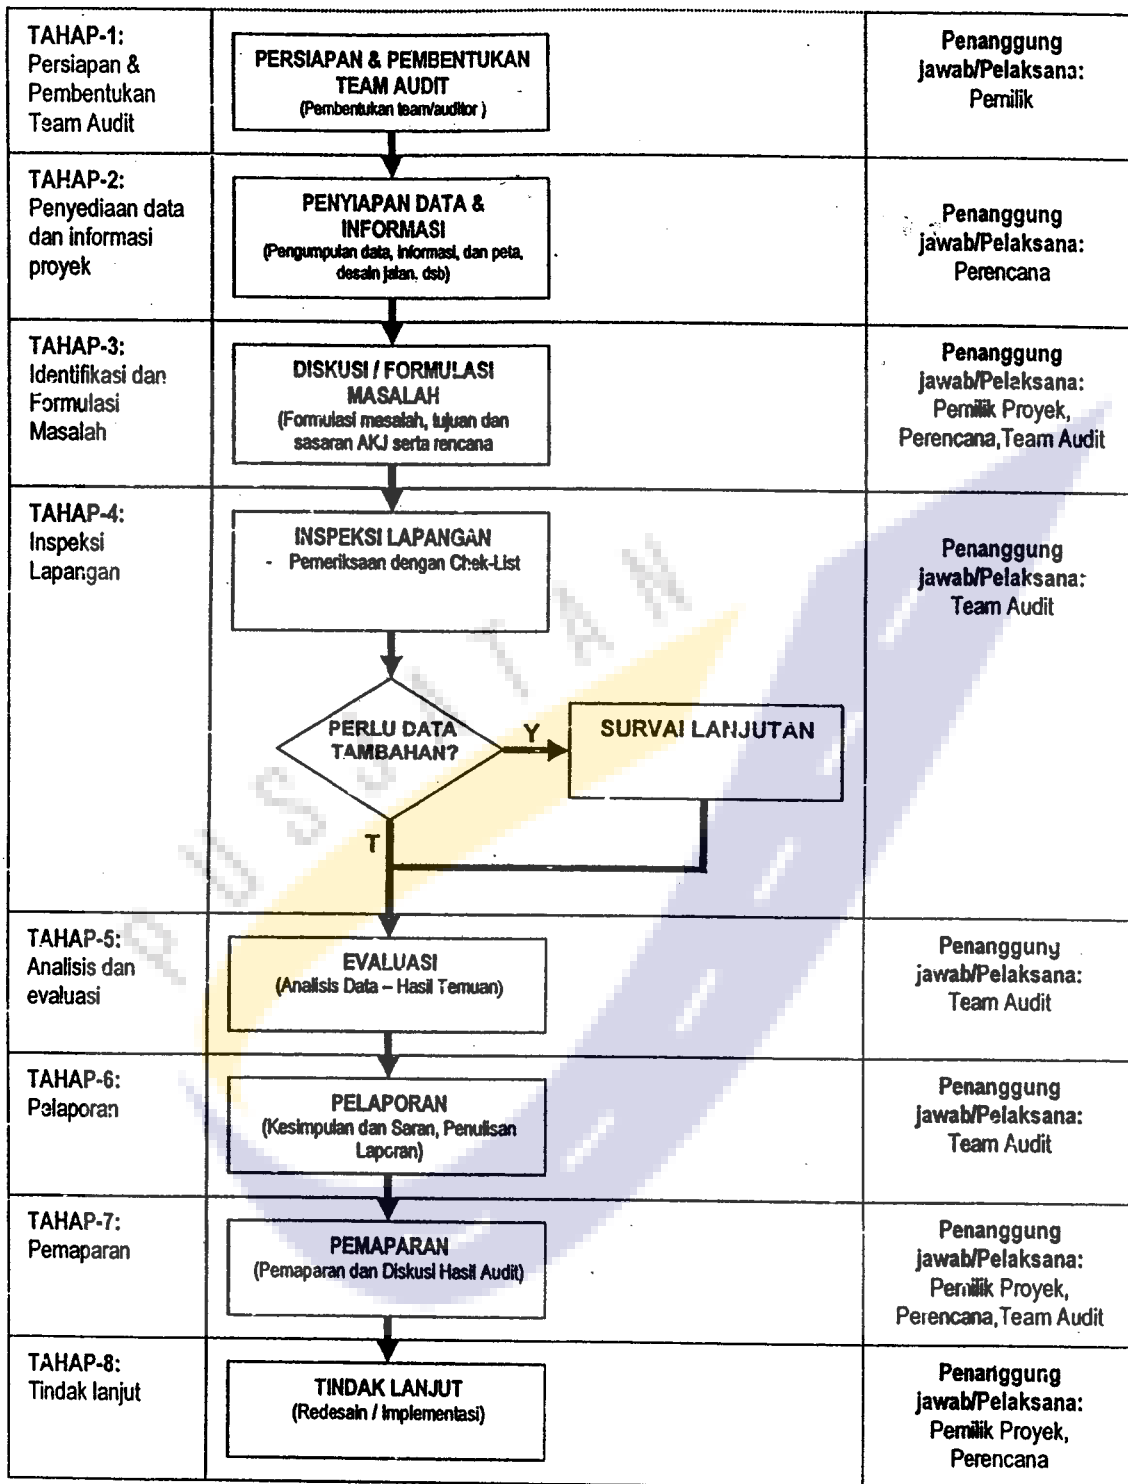 TAHAP-1:
Persiapan &
Pembentukan
Team Audit
PERSIAPAN & PEMBENTUKAN
TEAM AUDIT
(Pembentukan team/auditor )
Penanggung
jawab/Pelaksana:
Pemilik
TAHAP-2:
Penyediaan data
dan informasi
proyek
PENYIAPAN DATA &
INFORMASI
(Pengumpulan data, informasi, dan peta,
desain jalan. dsb)
Penanggung
jawab/Pelaksana:
Perencana
TAHAP-3:
Identifikasi dan
Formulasi
Masalah
DISKUSI / FORMULASI
MASALAH
(Formulasi masalah, tujuan dan
sasaran AKJ serta rencana
Penanggung
jawab/Pelaksana:
Pemilik Proyek,
Perencana,Team Audit
TAHAP-4:
Inspeksi
Lapangan
INSPEKSI LAPANGAN
- Pemeriksaan dengan Chek-List
Penanggung
jawab/Pelaksana:
Team Audit
PERLU DATA
TAMBAHAN?
Y
SURVAI LANJUTAN
T
TAHAP-5:
Analisis dan
evaluasi
EVALUASI
(Analisis Data – Hasil Temuan)
Penanggung
jawab/Pelaksana:
Team Audit
TAHAP-6:
Pelaporan
PELAPORAN
(Kesimpulan dan Saran, Penulisan
Laporan)
Penanggung
jawab/Pelaksana:
Team Audit
TAHAP-7:
Pemaparan
PEMAPARAN
(Pemaparan dan Diskusi Hasil Audit)
Penanggung
jawab/Pelaksana:
Pemilik Proyek,
Perencana,Team Audit
TAHAP-8:
Tindak lanjut
TINDAK LANJUT
(Redesain / Implementasi)
Penanggung
jawab/Pelaksana:
Pemilik Proyek,
Perencana
PUSJATAN